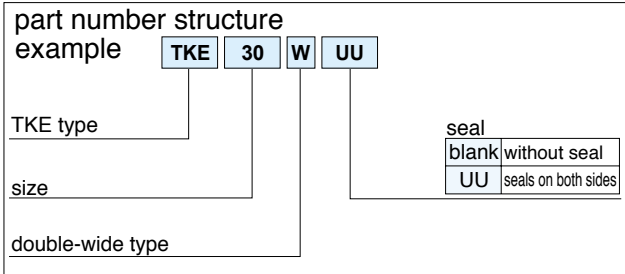 part number structure
example TKE 30 W UU
TKE type
size
double-wide type
seal
blank without seal
UU seals on both sides